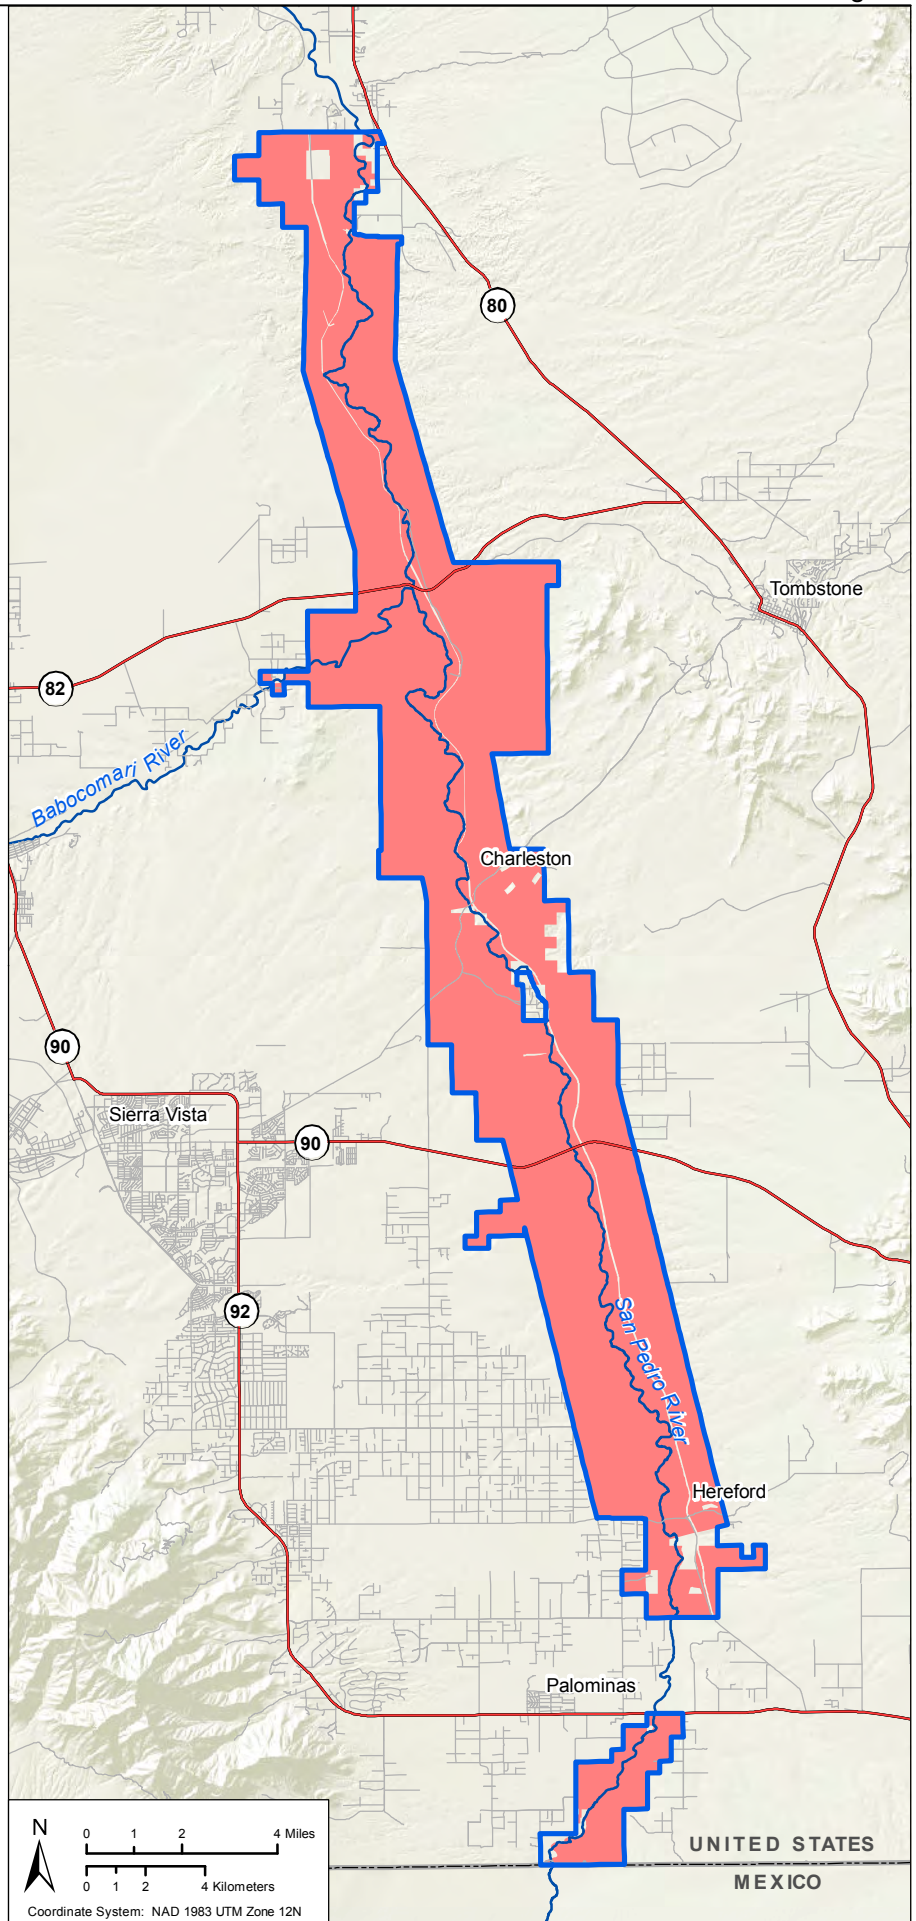 80
Tombstone
82
Babocomari River
Charleston
90
Sierra Vista
90
92
San Pedro River
Hereford
Palominas
UNITED STATES
MEXICO
N
0 1 2 4 Miles
0 1 2 4 Kilometers
Coordinate System: NAD 1983 UTM Zone 12N